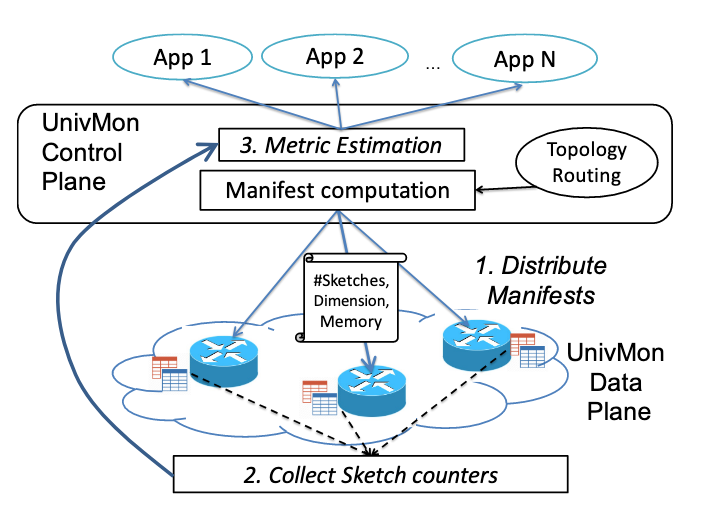 App 1
App 2
...
App N
UnivMon
Control
Plane
3. Metric Estimation
Manifest computation
Topology
Routing
#Sketches,
Dimension,
Memory
1. Distribute
Manifests
UnivMon
Data
Plane
2. Collect Sketch counters